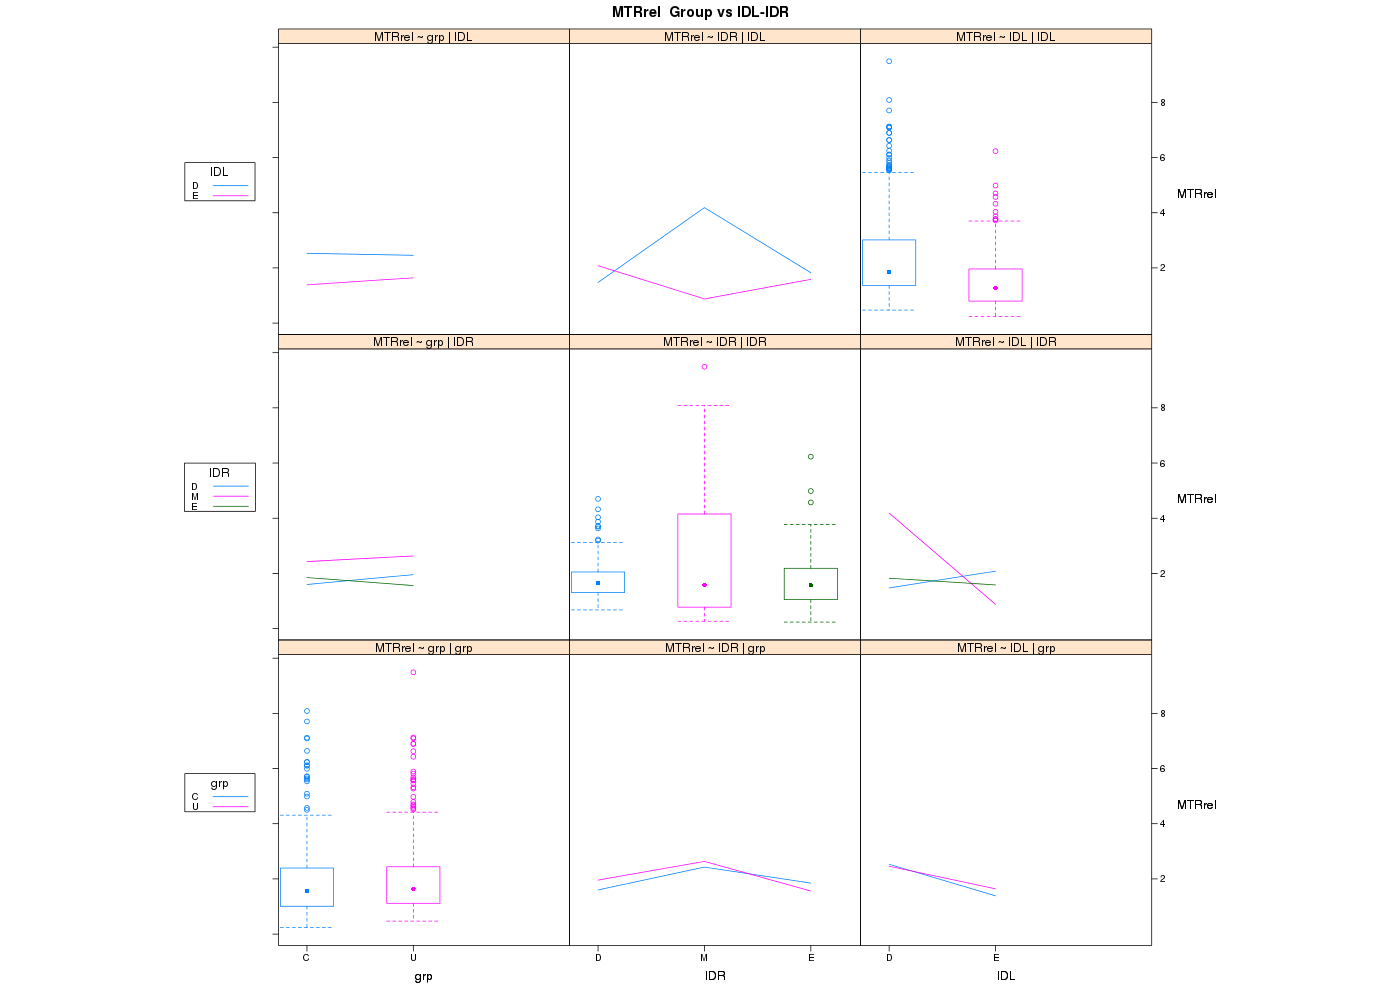 MTRrel  Group vs IDL-IDR
MTRrel ~ grp | IDL
MTRrel ~ IDR | IDL
MTRrel ~ IDL | IDL
8
6
4
2
MTRrel
IDL
D
E
MTRrel ~ grp | IDR
MTRrel ~ IDR | IDR
MTRrel ~ IDL | IDR
8
6
4
2
MTRrel
IDR
D
M
E
MTRrel ~ grp | grp
MTRrel ~ IDR | grp
MTRrel ~ IDL | grp
8
6
4
2
MTRrel
grp
C
U
C U D M E D E
grp IDR IDL